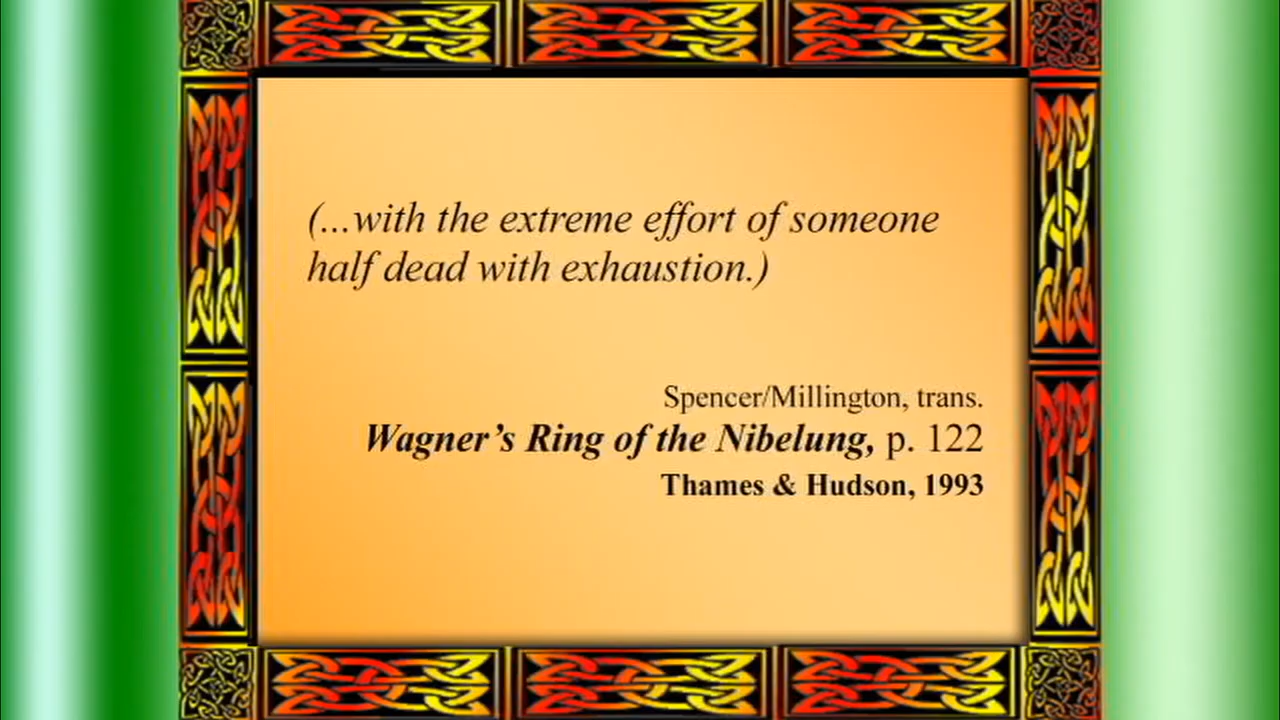 (...with the extreme effort of someone
half dead with exhaustion.)
Spencer/Millington, trans.
Wagner’s Ring of the Nibelung, p. 122
Thames & Hudson, 1993